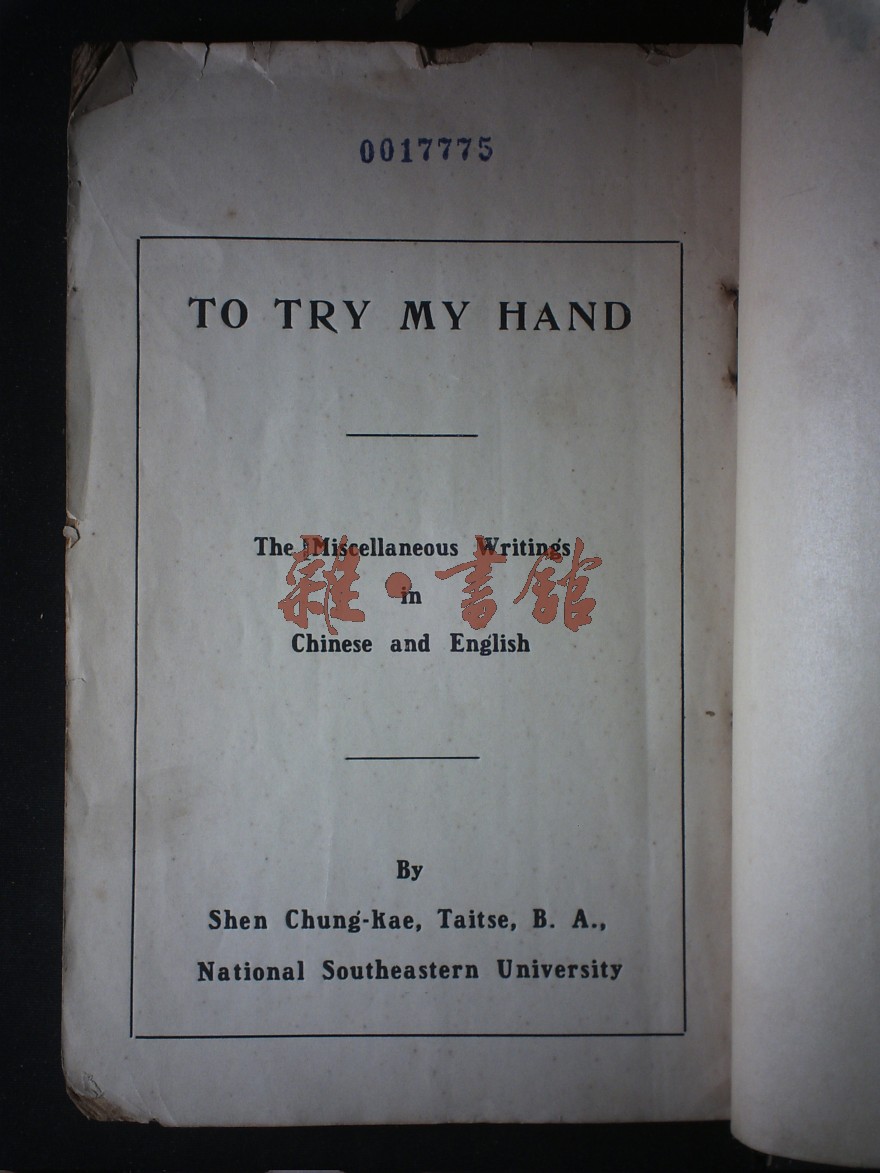 0017775
TO TRY MY HAND
The Miscellaneous Writings
in
雜·書館
Chinese and English
By
Shen Chung-kae, Taitse, B. A.,
National Southeastern University